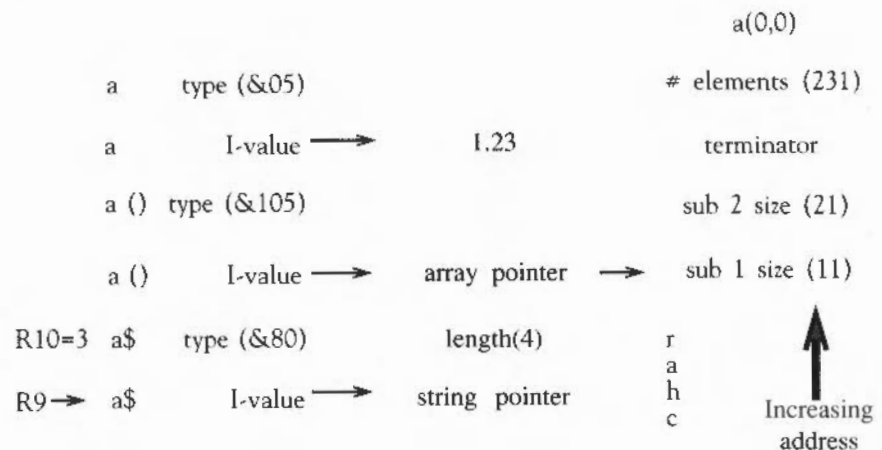 a(0,0)
a type (&05) # elements (231)
a I-value 1.23 terminator
a () type (&105) sub 2 size (21)
a () I-value array pointer sub 1 size (11)
R10=3 a$ type (&80) length(4) r
a
R9 a$ I-value string pointer h
c
Increasing
address